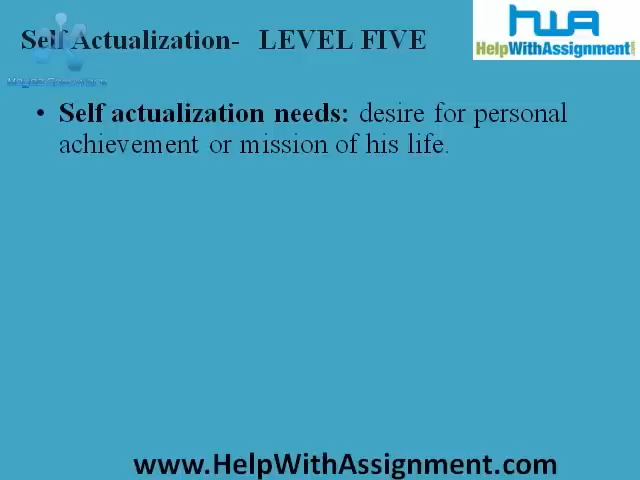 Self Actualization- LEVEL FIVE
hwa
HelpWithAssignment
• Self actualization needs: desire for personal
achievement or mission of his life.
www.HelpWithAssignment.com